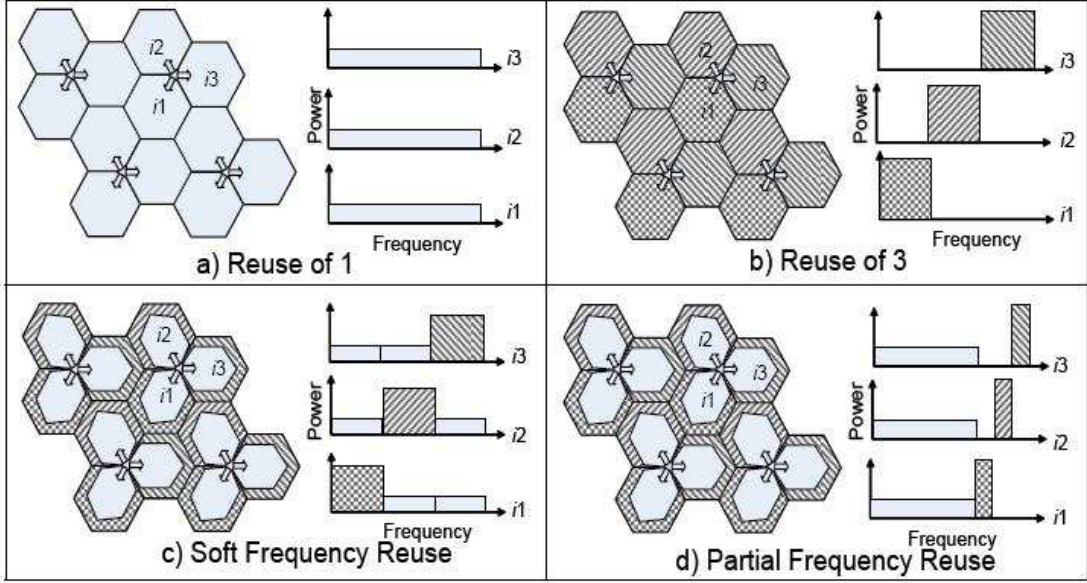 i2
i3
i1
Power
i3
i2
i1
Frequency
a) Reuse of 1
i2
i3
i1
Power
i3
i2
i1
Frequency
b) Reuse of 3
i2
i3
i1
Power
i3
i2
i1
Frequency
c) Soft Frequency Reuse
i2
i3
i1
Power
i3
i2
i1
Frequency
d) Partial Frequency Reuse